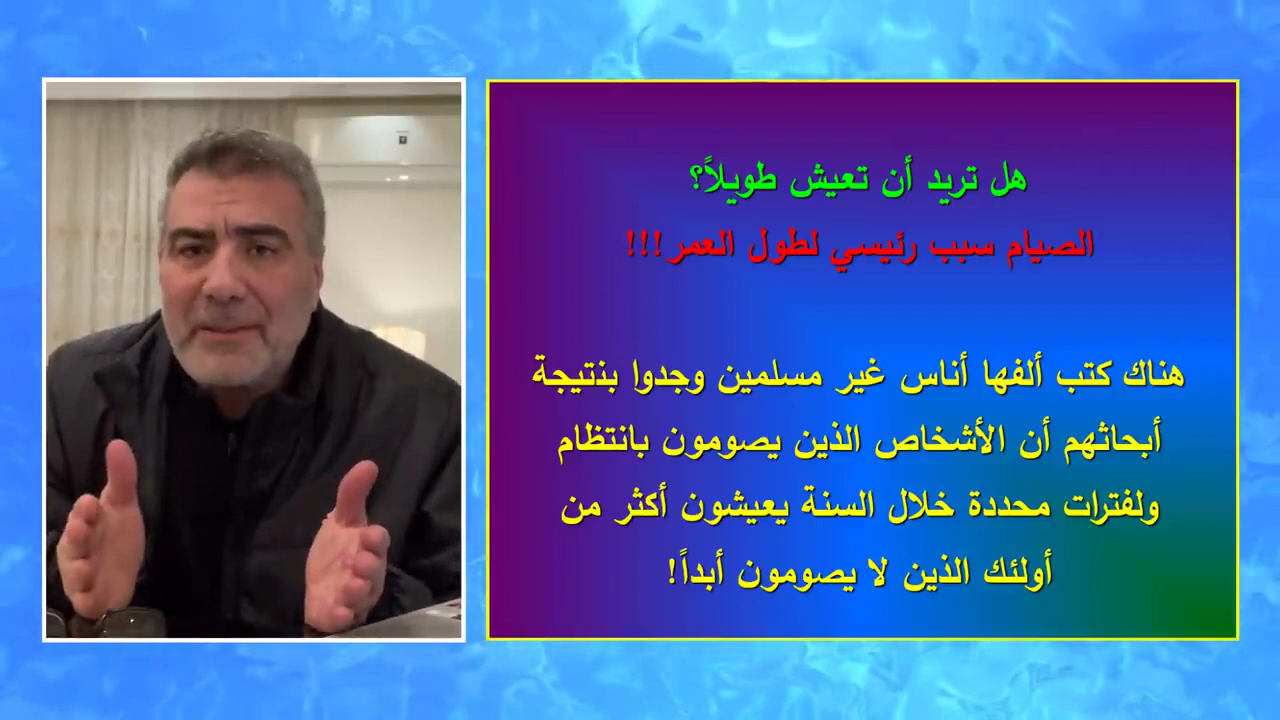 هل تريد أن تعيش طويلاً؟
الصيام سبب رئيسي لطول العمر!!!
هناك كتب ألفها أناس غير مسلمين وجدوا بنتيجة
أبحاثهم أن الأشخاص الذين يصومون بانتظام
ولفترات محددة خلال السنة يعيشون أكثر من
أولئك الذين لا يصومون أبداً!